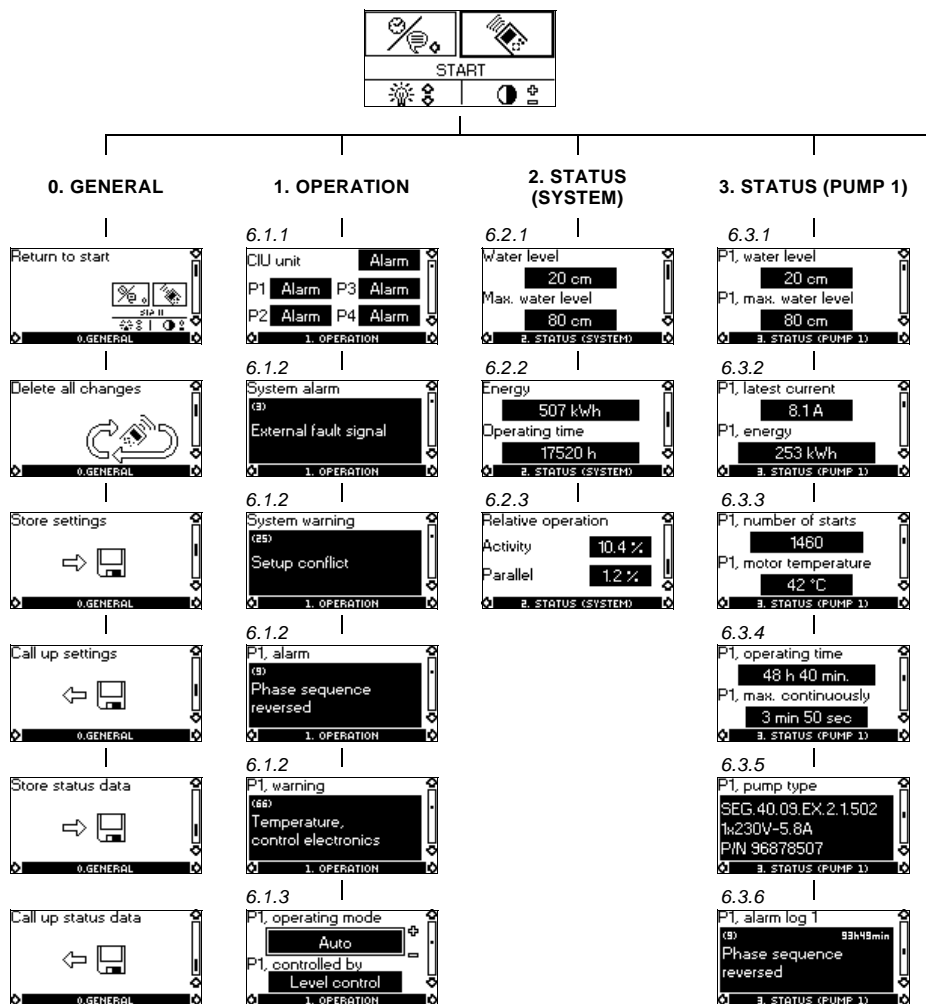 START
0. GENERAL
Return to start
START
0.GENERAL
Delete all changes
0.GENERAL
Store settings
0.GENERAL
Call up settings
0.GENERAL
Store status data
0.GENERAL
Call up status data
0.GENERAL
1. OPERATION
6.1.1
CIU unit Alarm
P1 Alarm P3 Alarm
P2 Alarm P4 Alarm
1. OPERATION
6.1.2
System alarm
(3)
External fault signal
1. OPERATION
6.1.2
System warning
(25)
Setup conflict
1. OPERATION
6.1.2
P1, alarm
(9)
Phase sequence
reversed
1. OPERATION
6.1.2
P1, warning
(66)
Temperature,
control electronics
1. OPERATION
6.1.3
P1, operating mode
Auto
P1, controlled by
Level control
1. OPERATION
2. STATUS
(SYSTEM)
6.2.1
Water level
20 cm
Max. water level
80 cm
2. STATUS (SYSTEM)
6.2.2
Energy
507 kWh
Operating time
17520 h
2. STATUS (SYSTEM)
6.2.3
Relative operation
Activity 10.4 %
Parallel 1.2 %
2. STATUS (SYSTEM)
3. STATUS (PUMP 1)
6.3.1
P1, water level
20 cm
P1, max. water level
80 cm
3. STATUS (PUMP 1)
6.3.2
P1, latest current
8.1 A
P1, energy
253 kWh
3. STATUS (PUMP 1)
6.3.3
P1, number of starts
1460
P1, motor temperature
42 °C
3. STATUS (PUMP 1)
6.3.4
P1, operating time
48 h 40 min.
P1, max. continuously
3 min 50 sec
3. STATUS (PUMP 1)
6.3.5
P1, pump type
SEG.40.09.EX.2.1.502
1x230V-5.8A
P/N 96878507
3. STATUS (PUMP 1)
6.3.6
P1, alarm log 1
(9) 93h49min
Phase sequence
reversed
3. STATUS (PUMP 1)